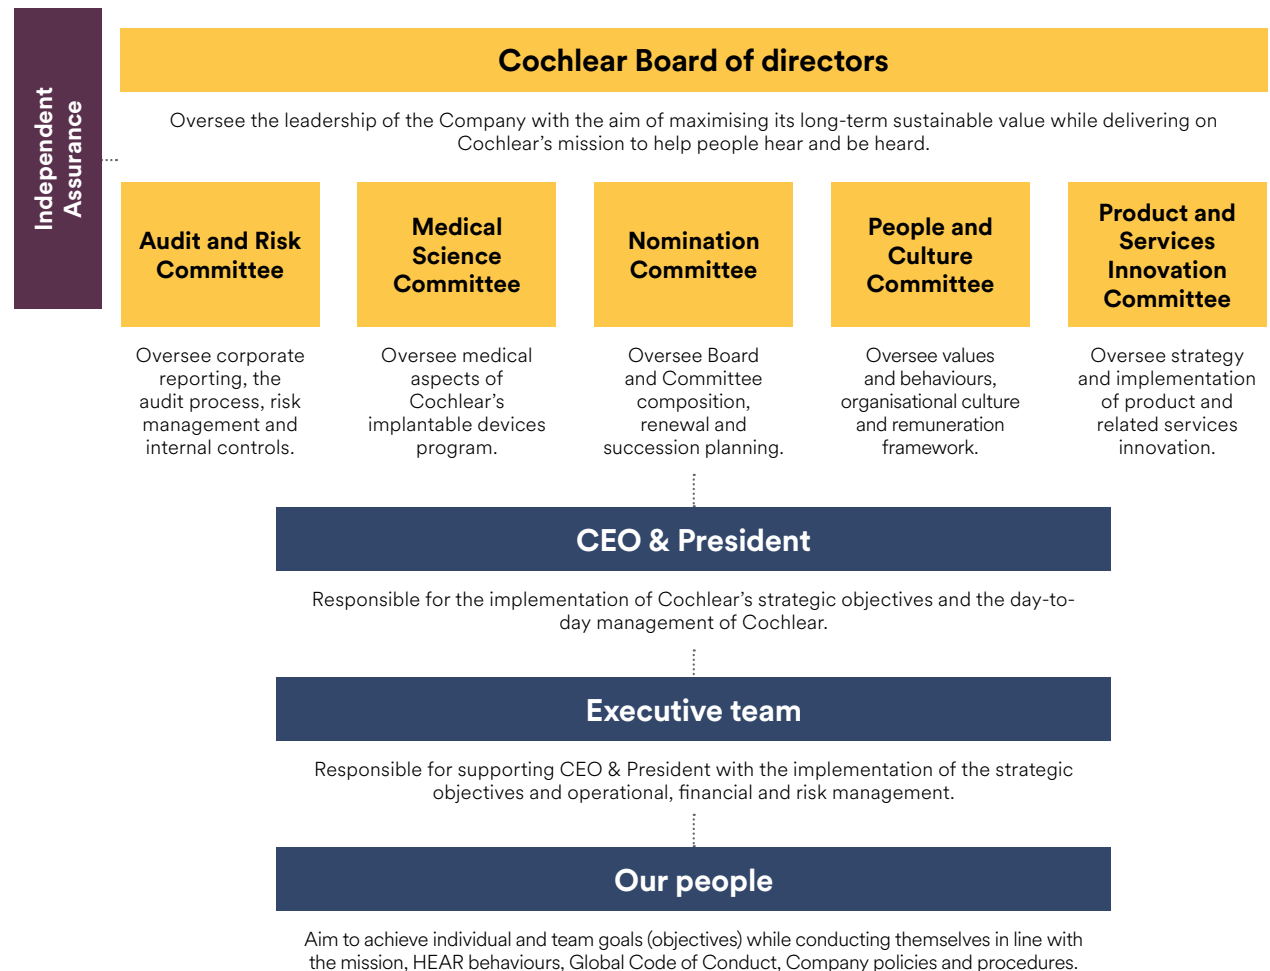 Independent
Assurance
Cochlear Board of directors
Oversee the leadership of the Company with the aim of maximising its long-term sustainable value while delivering on
Cochlear’s mission to help people hear and be heard.
Audit and Risk
Committee
Oversee corporate
reporting, the
audit process, risk
management and
internal controls.
Medical
Science
Committee
Oversee medical
aspects of
Cochlear’s
implantable devices
program.
Nomination
Committee
Oversee Board
and Committee
composition,
renewal and
succession planning.
People and
Culture
Committee
Oversee values
and behaviours,
organisational culture
and remuneration
framework.
Product and
Services
Innovation
Committee
Oversee strategy
and implementation
of product and
related services
innovation.
CEO & President
Responsible for the implementation of Cochlear’s strategic objectives and the day-to-
day management of Cochlear.
Executive team
Responsible for supporting CEO & President with the implementation of the strategic
objectives and operational, financial and risk management.
Our people
Aim to achieve individual and team goals (objectives) while conducting themselves in line with
the mission, HEAR behaviours, Global Code of Conduct, Company policies and procedures.